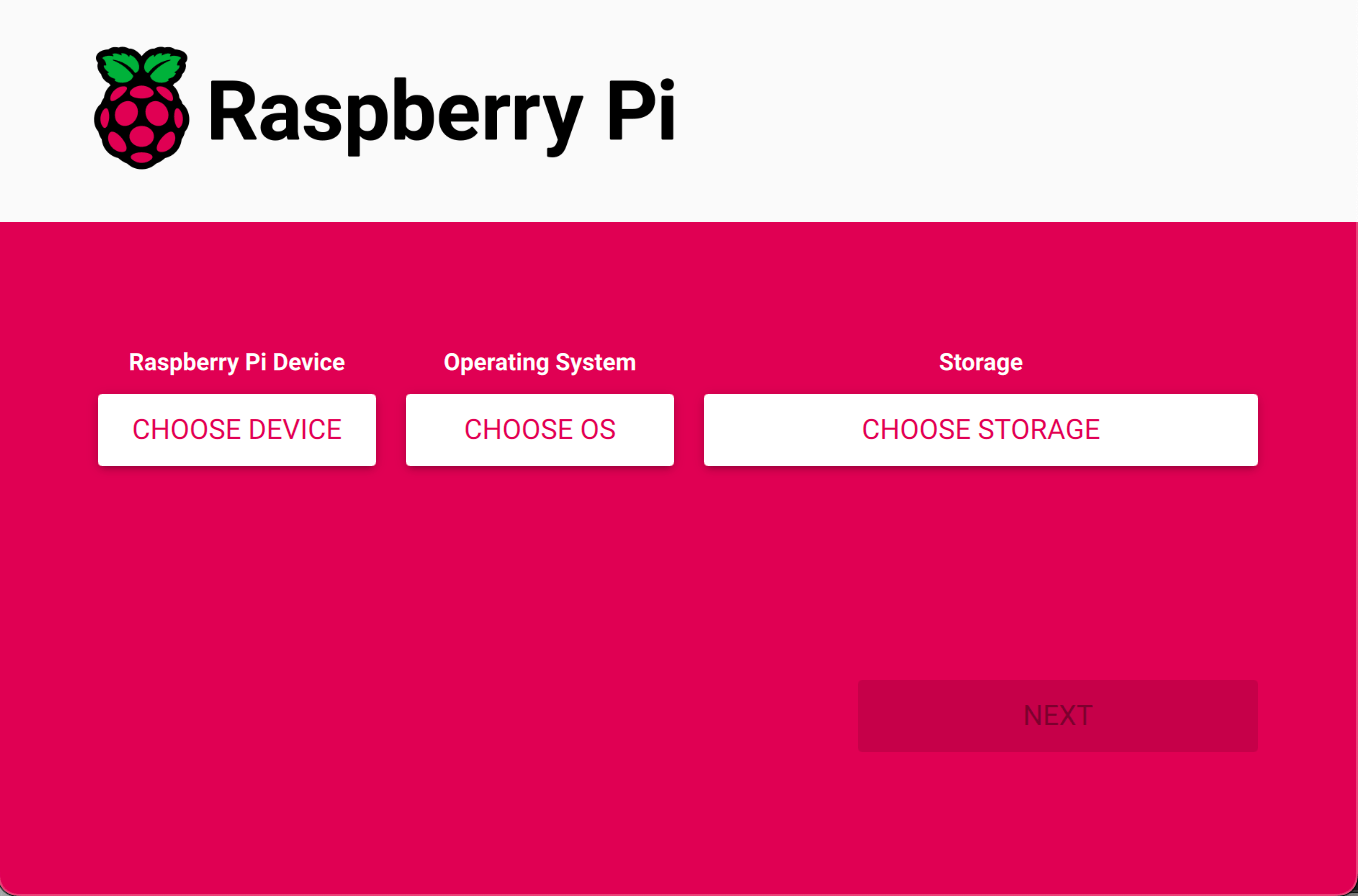 Raspberry Pi
Raspberry Pi Device
Operating System
Storage
CHOOSE DEVICE
CHOOSE OS
CHOOSE STORAGE
NEXT